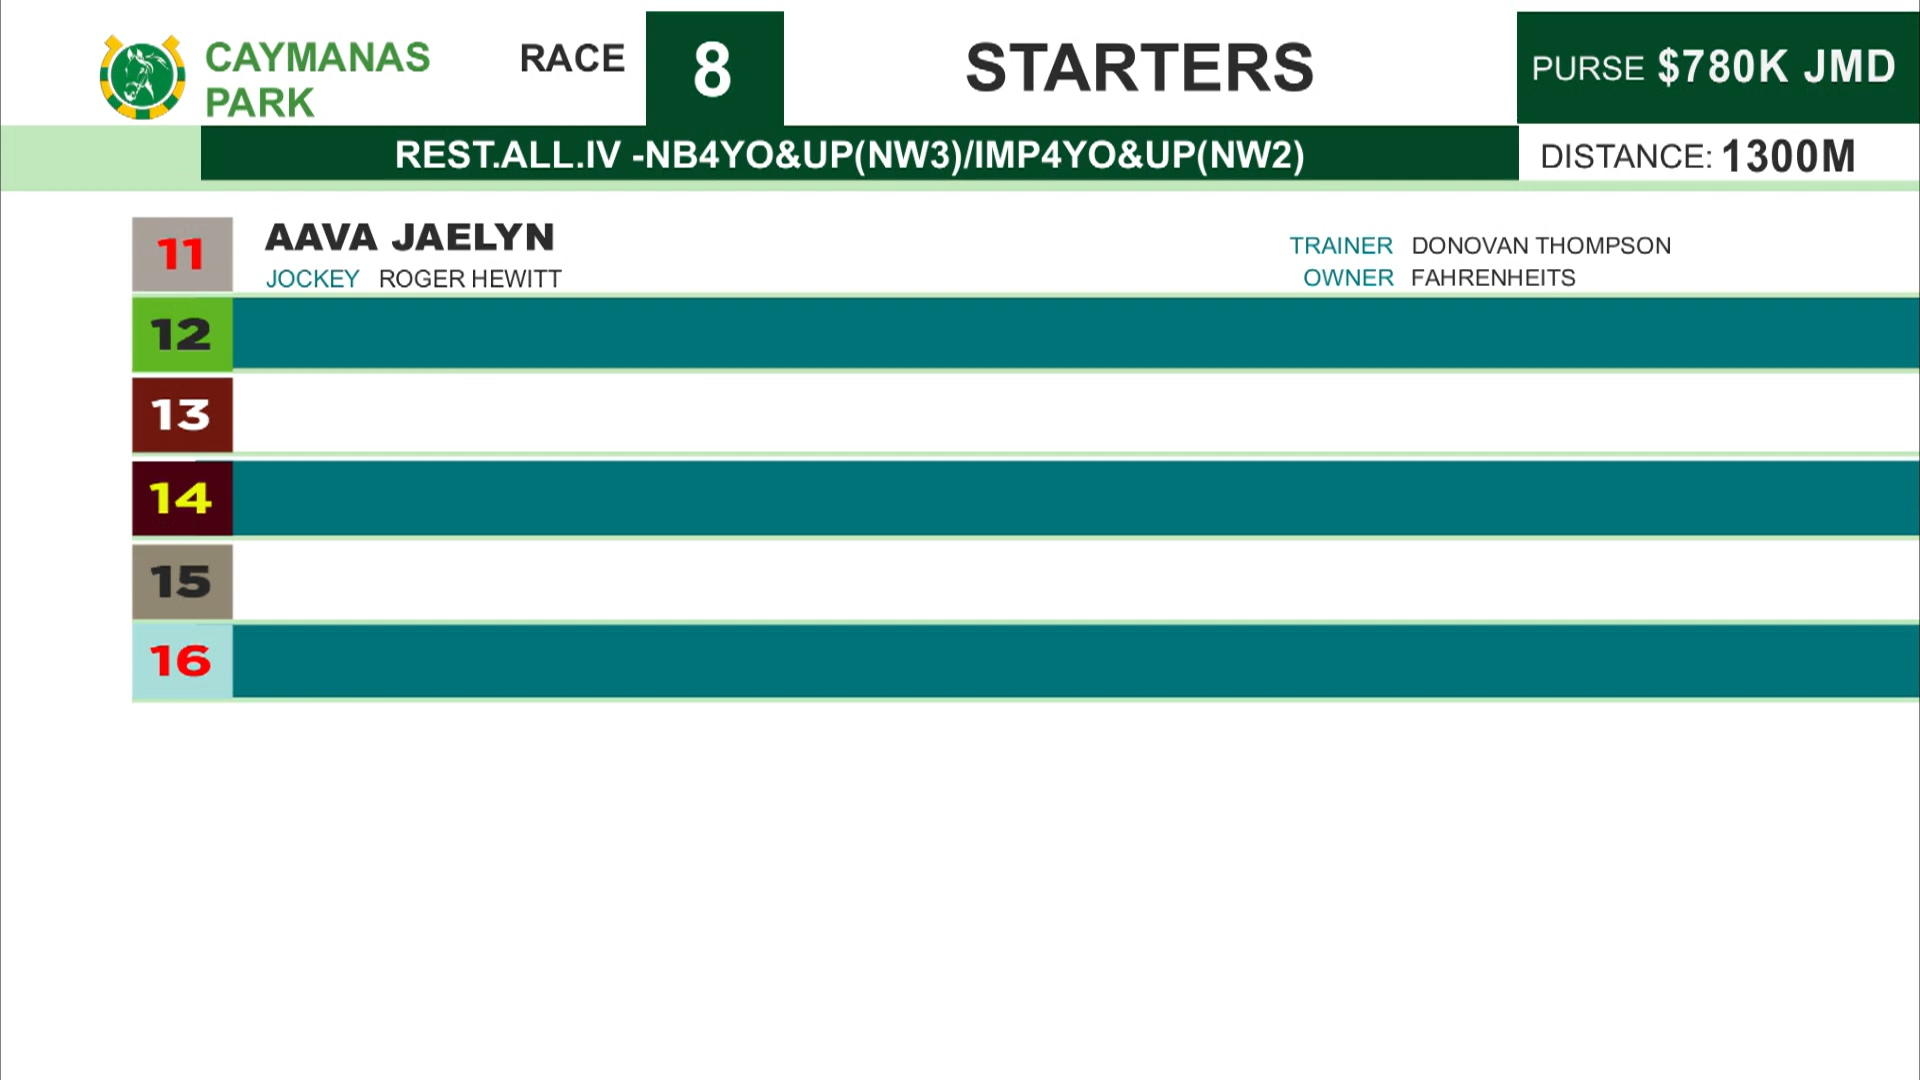 CAYMANAS
PARK
RACE 8 STARTERS PURSE $780K JMD
REST.ALL.IV -NB4YO&UP(NW3)/IMP4YO&UP(NW2) DISTANCE: 1300M
11 AAVA JAELYN TRAINER DONOVAN THOMPSON
JOCKEY ROGER HEWITT OWNER FAHRENHEITS
12
13
14
15
16